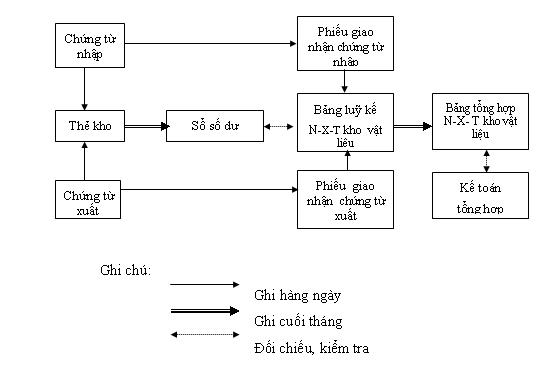 Chứng từ
nhập
Phiếu giao
nhận chứng từ
nhập
Thẻ kho
Sổ số dư
Bảng luỹ kế
N-X-T kho vật
liệu
Bảng tổng hợp
N-X- T kho vật
liệu
Chứng từ
xuất
Phiếu giao
nhận chứng từ
xuất
Kế toán
tổng hợp
Ghi chú:
Ghi hàng ngày
Ghi cuối tháng
Đối chiếu, kiểm tra